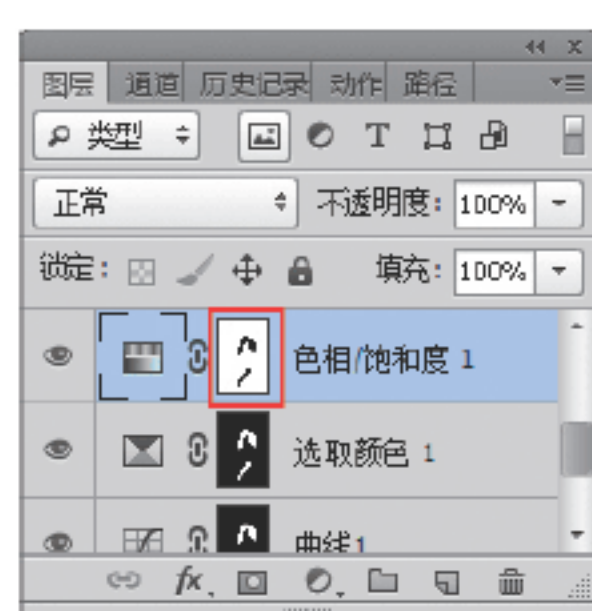 图层 通道 历史记录 动作 路径
类型 T
正常 不透明度: 100%
锁定: 填充: 100%
色相/饱和度 1
选取颜色 1
曲线1
fx